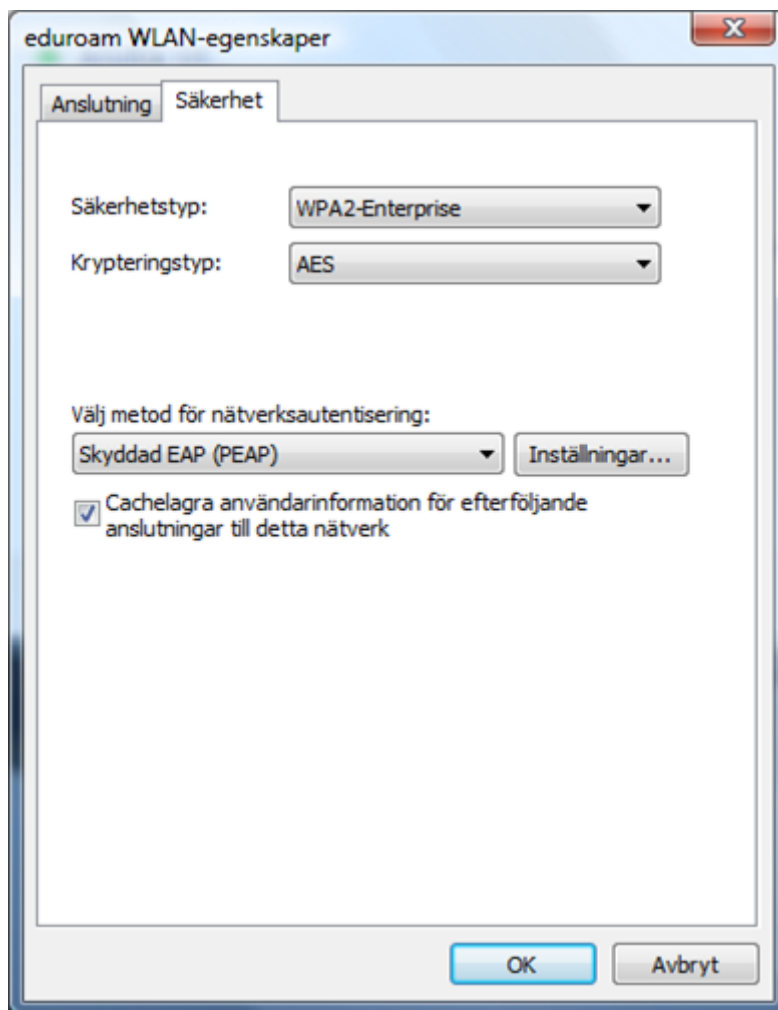 eduroam WLAN-egenskaper
Anslutning Säkerhet
Säkerhetstyp: WPA2-Enterprise
Krypteringstyp: AES
Välj metod för nätverksautentisering:
Skyddad EAP (PEAP) Inställningar...
Cachelagra användarinformation för efterföljande
anslutningar till detta nätverk
OK Avbryt